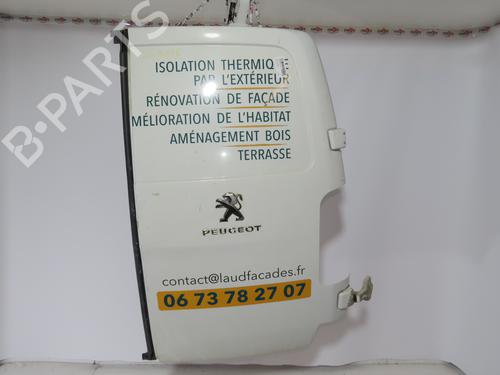 B-PARTS
ISOLATION THERMIQ
PAR L'EXTÉRIEUR
RÉNOVATION DE FAÇADE
MÉLIORATION DE L'HABITAT
AMÉNAGEMENT BOIS
TERRASSE
PEUGEOT
contact@laudfacades.fr
06 73 78 27 07